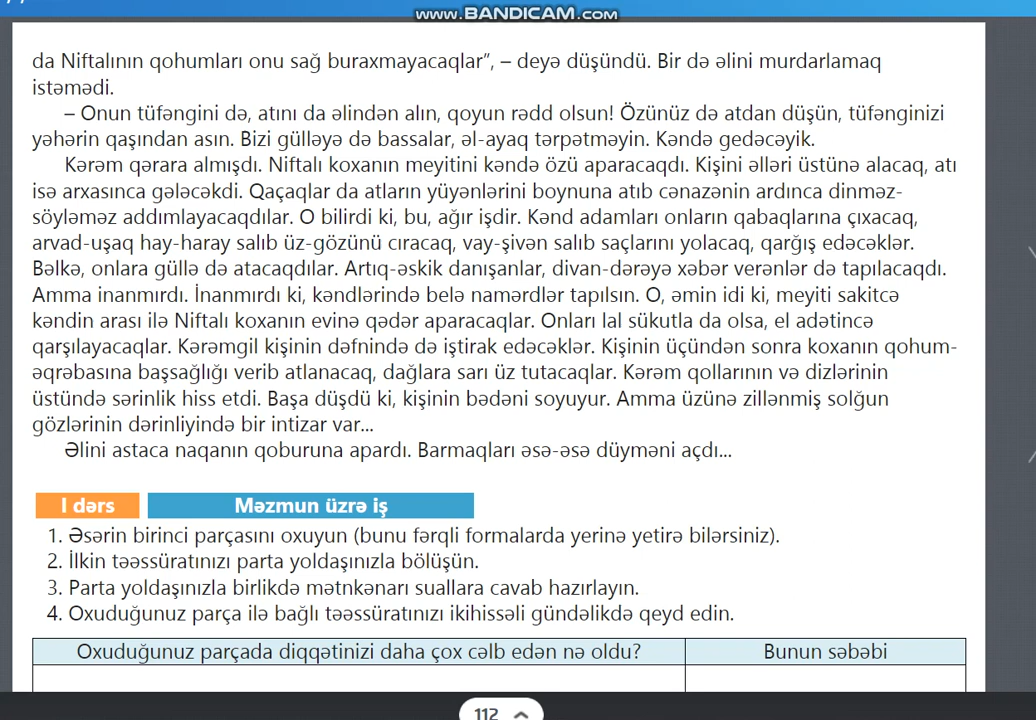 www.BANDICAM.com
da Niftalının qohumları onu sağ buraxmayacaqlar”, – deyə düşündü. Bir də əlini murdarlamaq
istəmədi.
– Onun tüfəngini də, atını da əlindən alın, qoyun rədd olsun! Özünüz də atdan düşün, tüfənginizi
yəhərin qaşından asın. Bizi gülləyə də bassalar, əl-ayaq tərpətməyin. Kəndə gedəcəyik.
Kərəm qərara almışdı. Niftalı koxanın meyitini kəndə özü aparacaqdı. Kişini əlləri üstünə alacaq, atı
isə arxasınca gələcəkdi. Qaçaqlar da atların yüyənlərini boynuna atıb cənazənin ardınca dinməz-
söyləməz addımlayacaqdılar. O bilirdi ki, bu, ağır işdir. Kənd adamları onların qabaqlarına çıxacaq,
arvad-uşaq hay-haray salıb üz-gözünü cıracaq, vay-şivən salıb saçlarını yolacaq, qarğış edəcəklər.
Bəlkə, onlara güllə də atacaqdılar. Artıq-əskik danışanlar, divan-dərəyə xəbər verənlər də tapılacaqdı.
Amma inanmırdı. İnanmırdı ki, kəndlərində belə namərdlər tapılsın. O, əmin idi ki, meyiti sakitcə
kəndin arası ilə Niftalı koxanın evinə qədər aparacaqlar. Onları lal sükutla da olsa, el adətincə
qarşılayacaqlar. Kərəmgil kişinin dəfnində də iştirak edəcəklər. Kişinin üçündən sonra koxanın qohum-
əqrəbasına başsağlığı verib atlanacaq, dağlara sarı üz tutacaqlar. Kərəm qollarının və dizlərinin
üstündə sərinlik hiss etdi. Başa düşdü ki, kişinin bədəni soyuyur. Amma üzünə zillənmiş solğun
gözlərinin dərinliyində bir intizar var...
Əlini astaca naqanın qoburuna apardı. Barmaqları əsə-əsə düyməni açdı...
I dərs Məzmun üzrə iş
1. Əsərin birinci parçasını oxuyun (bunu fərqli formalarda yerinə yetirə bilərsiniz).
2. İlkin təəssüratınızı parta yoldaşınızla bölüşün.
3. Parta yoldaşınızla birlikdə mətnkənarı suallara cavab hazırlayın.
4. Oxuduğunuz parça ilə bağlı təəssüratınızı ikihissəli gündəlikdə qeyd edin.
Oxuduğunuz parçada diqqətinizi daha çox cəlb edən nə oldu? Bunun səbəbi
112